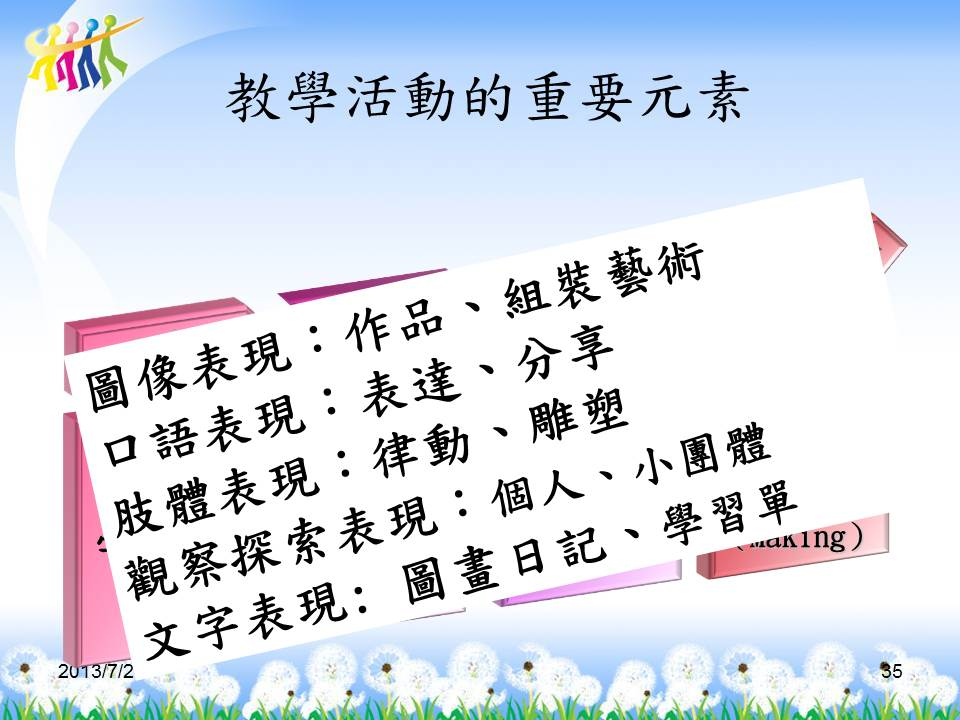 教學活動的重要元素
圖像表現：作品、組裝藝術
口語表現：表達、分享
肢體表現：律動、雕塑
觀察探索表現：個人、小團體
文字表現: 圖畫日記、學習單
(Making)
2013/7/2
35